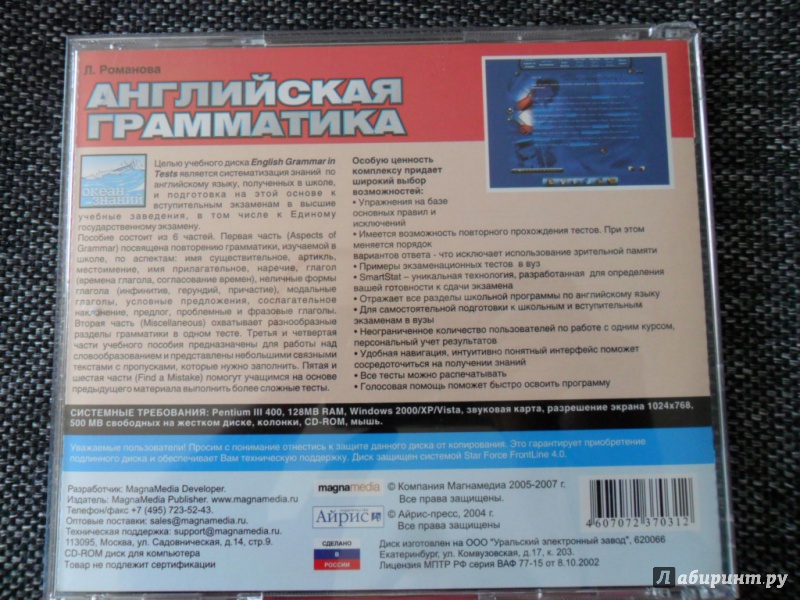 Л. Романова
АНГЛИЙСКАЯ
ГРАММАТИКА
океан
знаний
Целью учебного диска English Grammar in
Tests является систематизация знаний по
английскому языку, полученных в школе,
и подготовка на этой основе к
вступительным экзаменам в высшие
учебные заведения, в том числе к Единому
государственному экзамену.
Пособие состоит из 6 частей. Первая часть (Aspects of
Grammar) посвящена повторению грамматики, изучаемой в
школе, по аспектам: имя существительное, артикль,
местоимение, имя прилагательное, наречие, глагол
(времена глагола, согласование времен), неличные формы
глагола (инфинитив, герундий, причастие), модальные
глаголы, условные предложения, сослагательное
наклонение, предлог, проблемные и фразовые глаголы.
Вторая часть (Miscellaneous) охватывает разнообразные
разделы грамматики в одном тесте. Третья и четвертая
части учебного пособия предназначены для работы над
словообразованием и представлены небольшими связными
текстами с пропусками, которые нужно заполнить. Пятая и
шестая части (Find a Mistake) помогут учащимся на основе
предыдущего материала выполнить более сложные тесты.
Особую ценность
комплексу придает
широкий выбор
возможностей:
• Упражнения на базе
основных правил и
исключений
• Имеется возможность повторного прохождения тестов. При этом
меняется порядок
вариантов ответа - что исключает использование зрительной памяти
• Примеры экзаменационных тестов в вуз
• SmartStat – уникальная технология, разработанная для определения
вашей готовности к сдачи экзамена
• Отражает все разделы школьной программы по английскому языку
• Для самостоятельной подготовки к школьным и вступительным
экзаменам в вузы
• Неограниченное количество пользователей по работе с одним курсом,
персональный учет результатов
• Удобная навигация, интуитивно понятный интерфейс поможет
сосредоточиться на получении знаний
• Все тесты можно распечатывать
• Голосовая помощь поможет быстро освоить программу
СИСТЕМНЫЕ ТРЕБОВАНИЯ: Pentium III 400, 128MB RAM, Windows 2000/XP/Vista, звуковая карта, разрешение экрана 1024x768,
500 MB свободных на жестком диске, колонки, CD-ROM, мышь.
Уважаемые пользователи! Просим с понимание отнестись к защите данного диска от копирования. Это гарантирует приобретение
подлинного диска и обеспечивает Вам техническую поддержку. Диск защищен системой Star Force FrontLine 4.0.
Разработчик: MagnaMedia Developer.
Издатель: MagnaMedia Publisher. www.magnamedia.ru
Телефон/факс +7 (495) 723-52-43.
Оптовые поставки: sales@magnamedia.ru
Техническая поддержка: support@magnamedia.ru
113095, Москва, ул. Садовническая, д.14, стр.9.
CD-ROM диск для компьютера
Товар не подлежит сертификации
magnamedia
Айрис
СДЕЛАНО
В
РОССИИ
© Компания Магнамедиа 2005-2007 г.
Все права защищены.
© Айрис-пресс, 2004 г.
Все права защищены
Диск изготовлен на ООО "Уральский электронный завод", 620066
Екатеринбург, ул. Комвузовская, д.17, к. 203.
Лицензия МПТР РФ серия ВАФ 77-15 от 8.10.2002
4607072370312
Лабиринт.ру